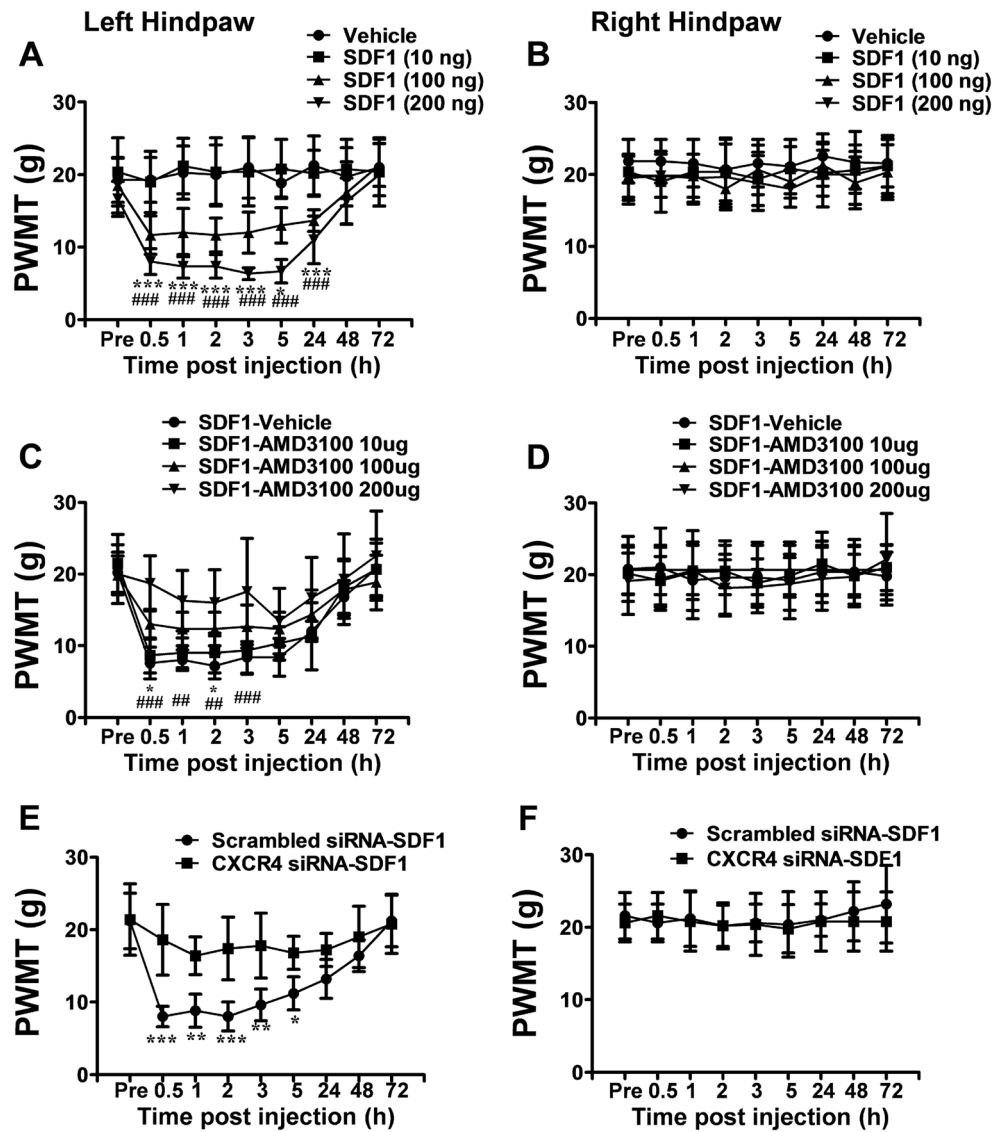 Left Hindpaw
Right Hindpaw
A
Vehicle
SDF1 (10 ng)
SDF1 (100 ng)
SDF1 (200 ng)
PWMT (g)
30
20
10
0
*** *** *** *** * ***
### ### ### ### ### ###
Pre 0.5 1 2 3 5 24 48 72
Time post injection (h)
B
Vehicle
SDF1 (10 ng)
SDF1 (100 ng)
SDF1 (200 ng)
PWMT (g)
30
20
10
0
Pre 0.5 1 2 3 5 24 48 72
Time post injection (h)
C
SDF1-Vehicle
SDF1-AMD3100 10ug
SDF1-AMD3100 100ug
SDF1-AMD3100 200ug
PWMT (g)
30
20
10
0
* *
### ## ## ###
Pre 0.5 1 2 3 5 24 48 72
Time post injection (h)
D
SDF1-Vehicle
SDF1-AMD3100 10ug
SDF1-AMD3100 100ug
SDF1-AMD3100 200ug
PWMT (g)
30
20
10
0
Pre 0.5 1 2 3 5 24 48 72
Time post injection (h)
E
Scrambled siRNA-SDF1
CXCR4 siRNA-SDF1
PWMT (g)
30
20
10
0
*** ** *** ** *
Pre 0.5 1 2 3 5 24 48 72
Time post injection (h)
F
Scrambled siRNA-SDF1
CXCR4 siRNA-SDF1
PWMT (g)
30
20
10
0
Pre 0.5 1 2 3 5 24 48 72
Time post injection (h)